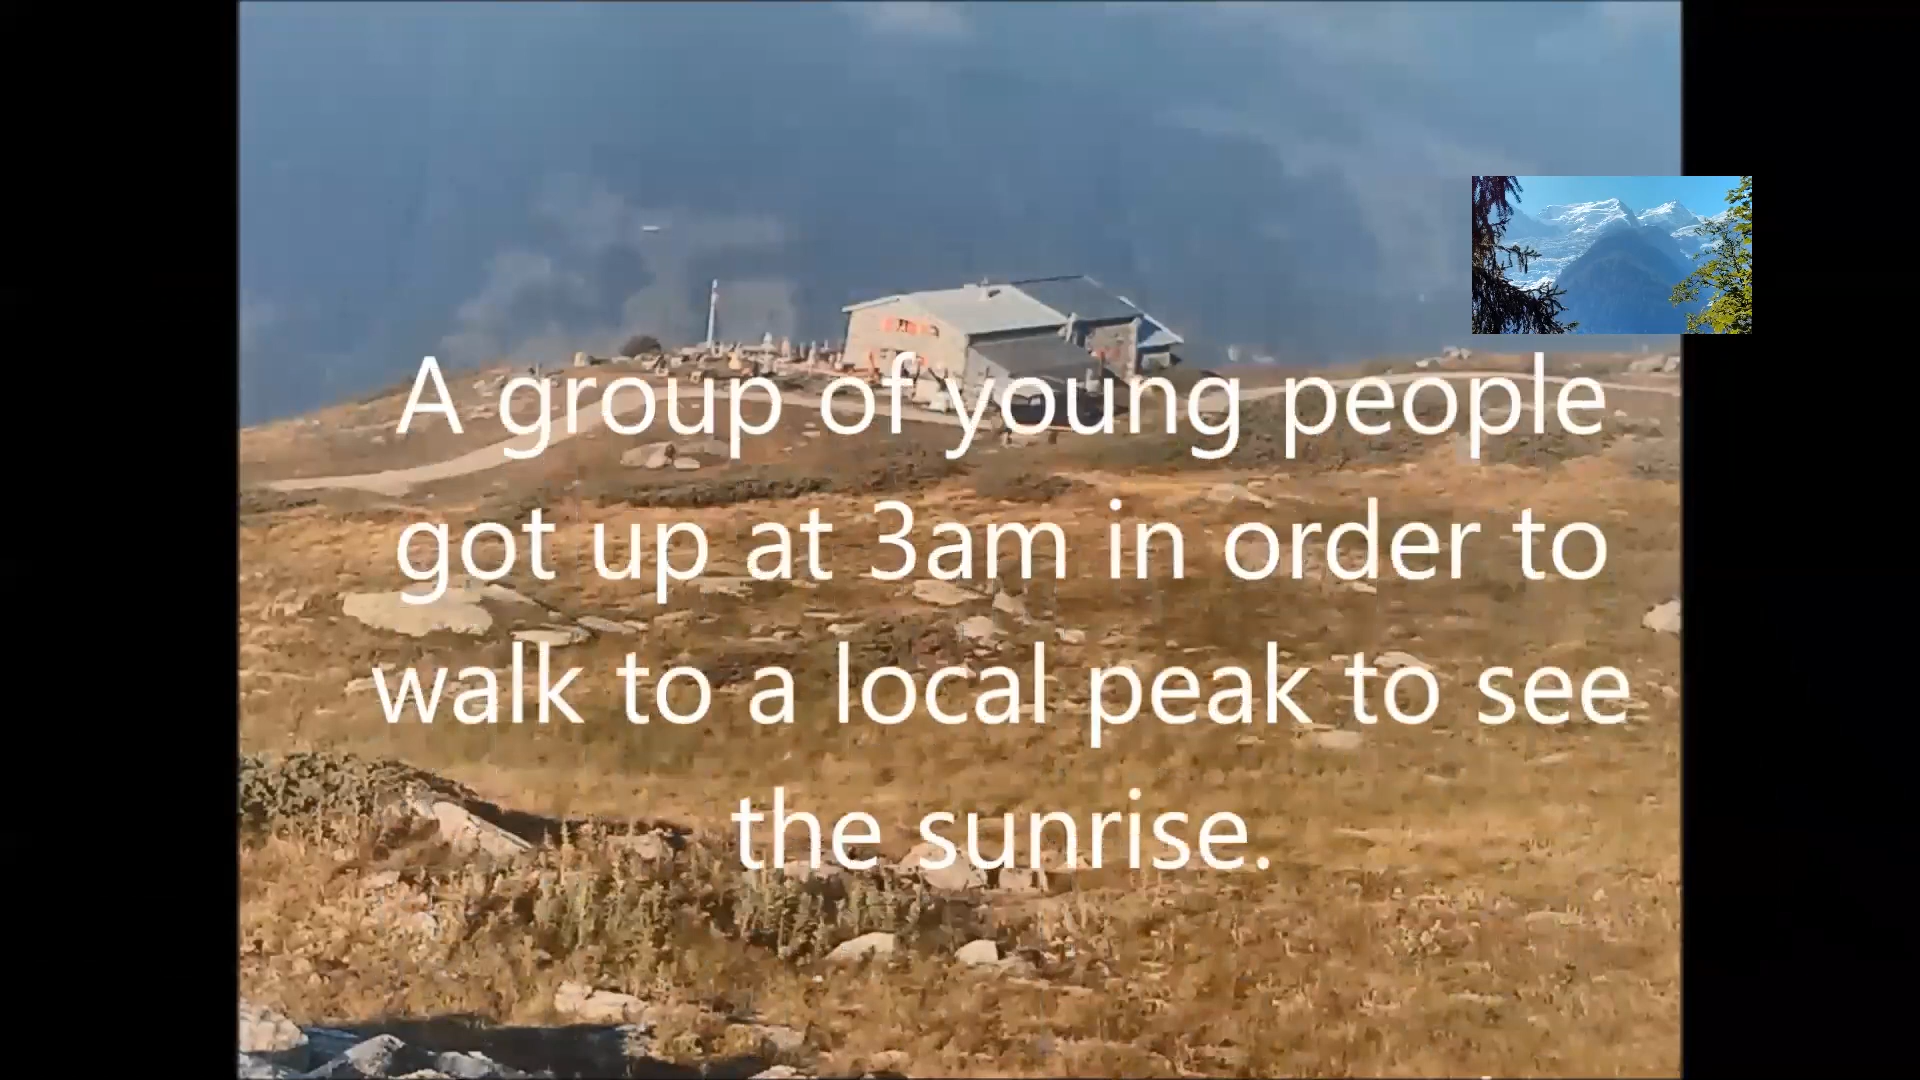 A group of young people
got up at 3am in order to
walk to a local peak to see
the sunrise.